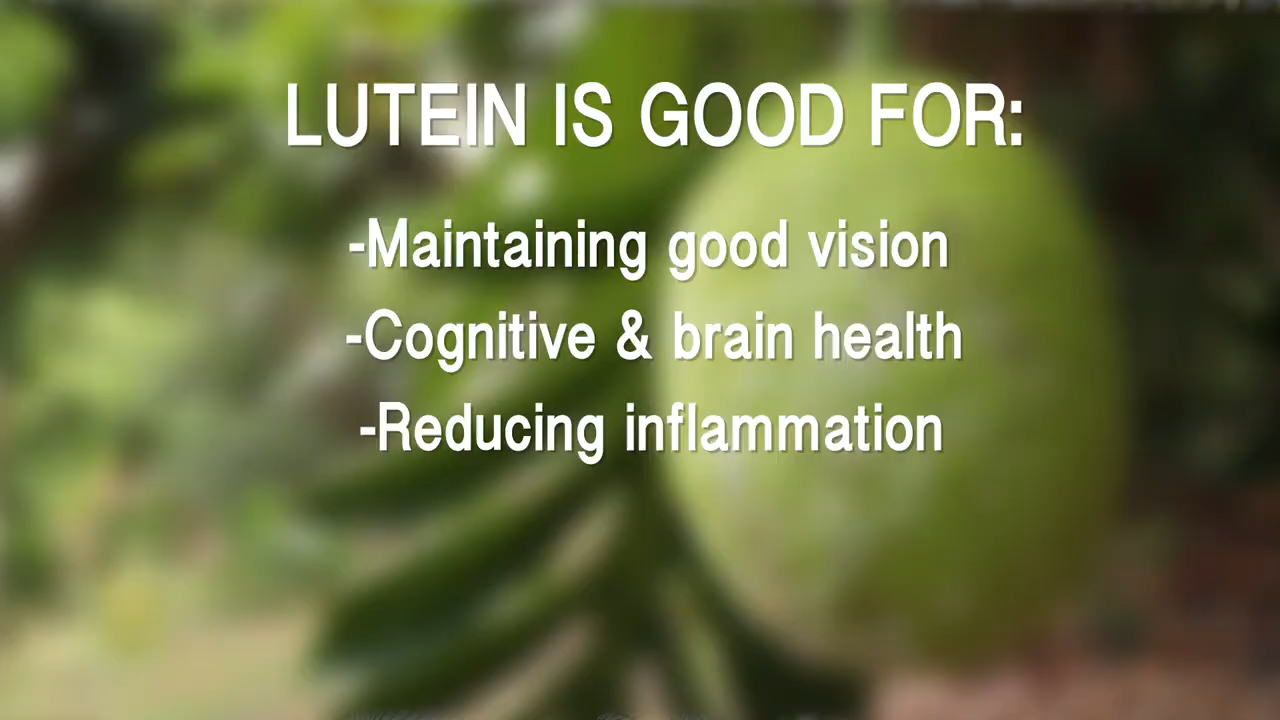 LUTEIN IS GOOD FOR:
-Maintaining good vision
-Cognitive & brain health
-Reducing inflammation